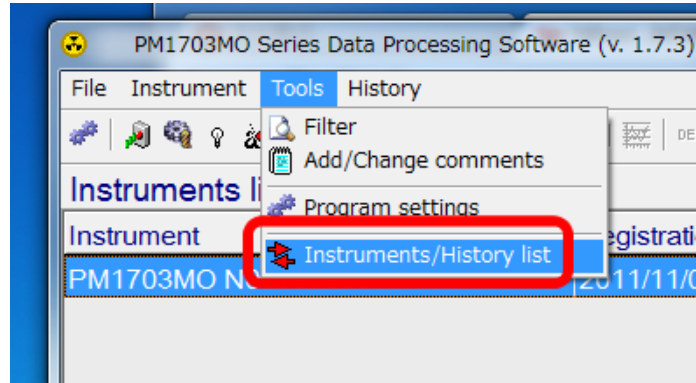 PM1703MO Series Data Processing Software (v. 1.7.3)
File Instrument Tools History
Filter
DE
Add/Change comments
Instruments li
Program settings
Instrument
egistrati
Instruments/History list
PM1703MO N
2011/11/0